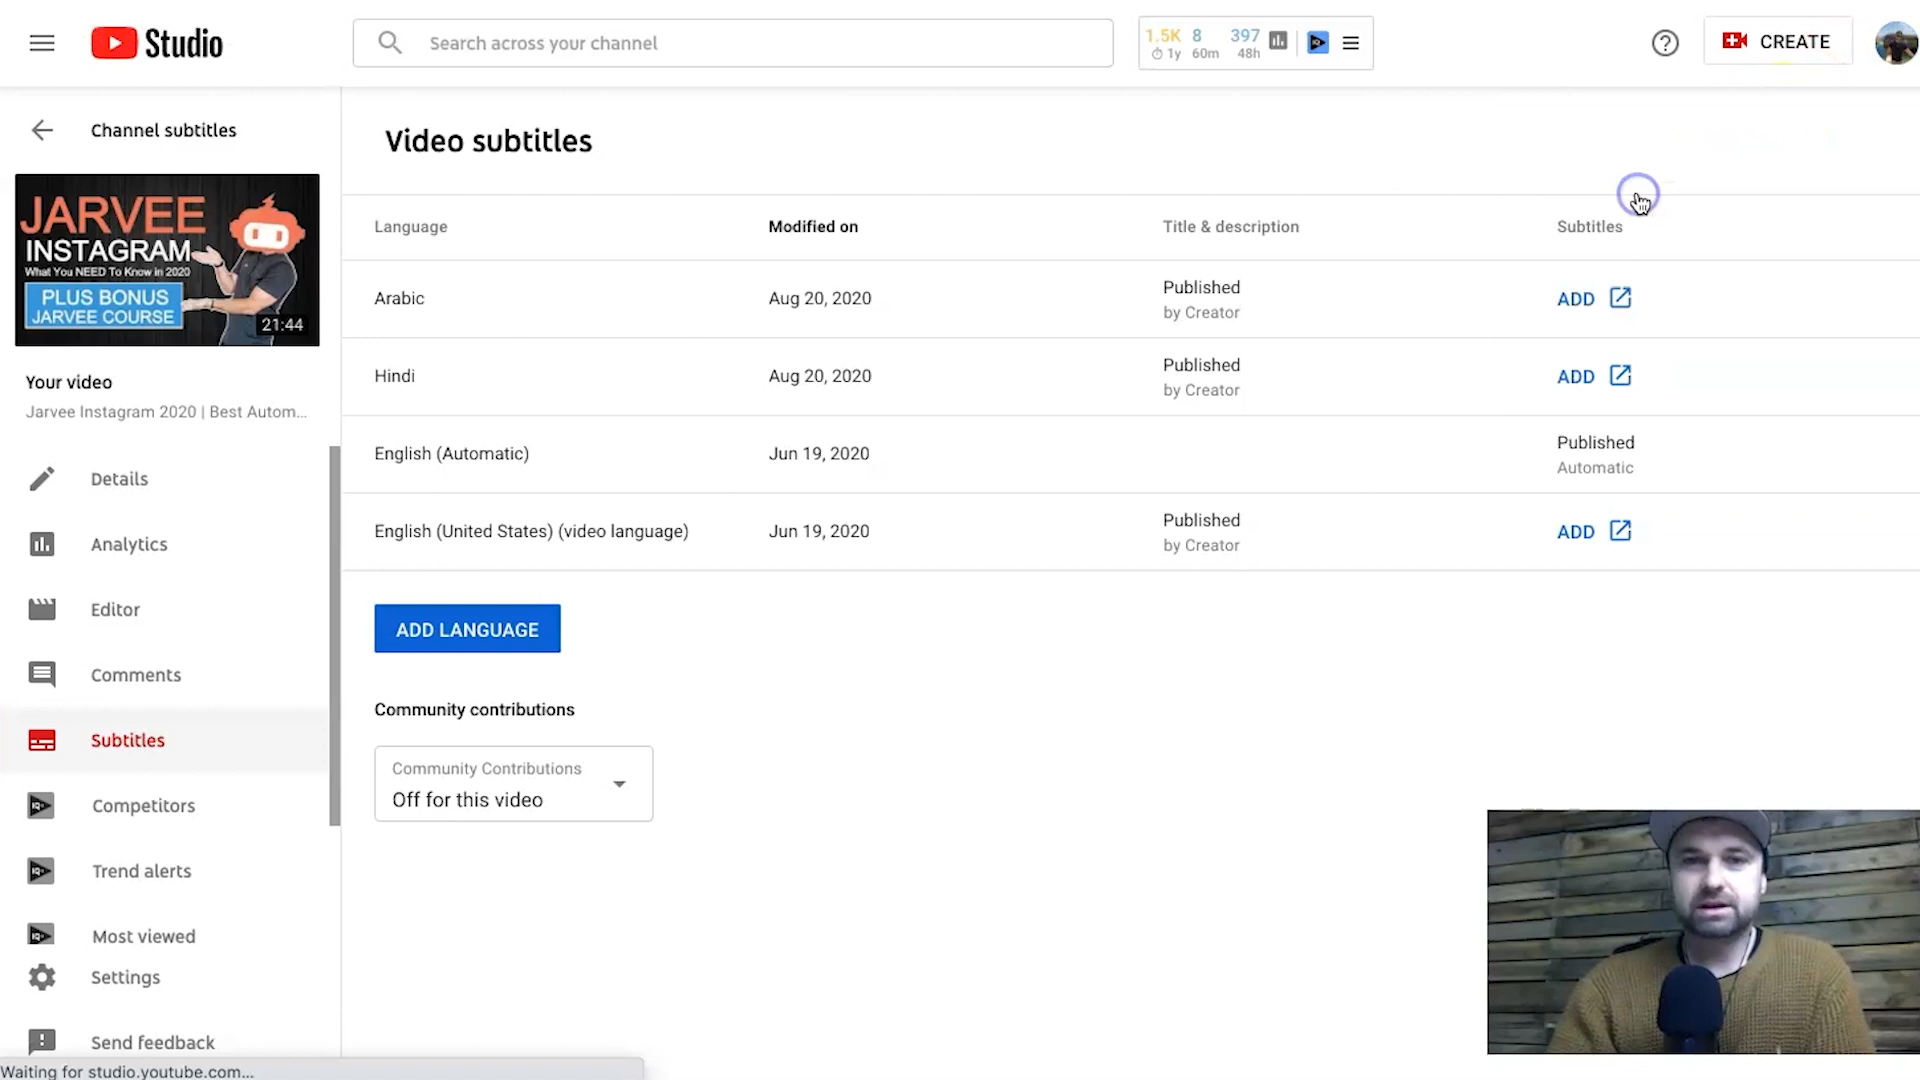 Studio
Search across your channel
1.5K 8 397
1y 60m 48h
CREATE
Channel subtitles
Video subtitles
JARVEE
INSTAGRAM
What You NEED To Know in 2020
PLUS BONUS
JARVEE COURSE
21:44
Your video
Jarvee Instagram 2020 | Best Autom...
Details
Analytics
Editor
Comments
Subtitles
Competitors
Trend alerts
Most viewed
Settings
Send feedback
Waiting for studio.youtube.com...
Language Modified on Title & description Subtitles
Arabic Aug 20, 2020 Published ADD
by Creator
Hindi Aug 20, 2020 Published ADD
by Creator
English (Automatic) Jun 19, 2020 Published
Automatic
English (United States) (video language) Jun 19, 2020 Published ADD
by Creator
ADD LANGUAGE
Community contributions
Community Contributions
Off for this video